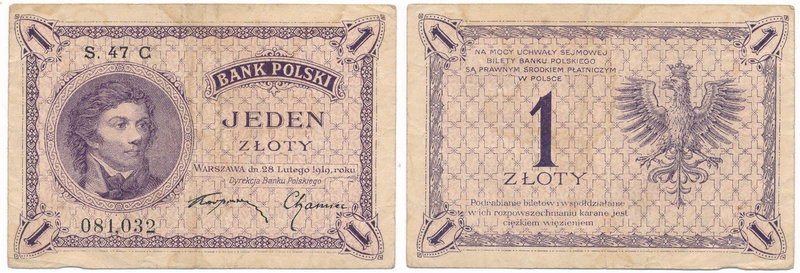 1 1
S. 47 C
BANK POLSKI
JEDEN
ZŁOTY
WARSZAWA dn. 28 Lutego 1919, roku
Dyrekcja Banku Polskiego
081,032
1 1
1 1
NA MOCY UCHWAŁY SEJMOWEJ
BILETY BANKU POLSKIEGO
SĄ PRAWNYM ŚRODKIEM PŁATNICZYM
W POLSCE
1
ZŁOTY
Podrabianie biletów i współdziałanie
w ich rozpowszechnianiu karane jest
ciężkiem więzieniem
1 1